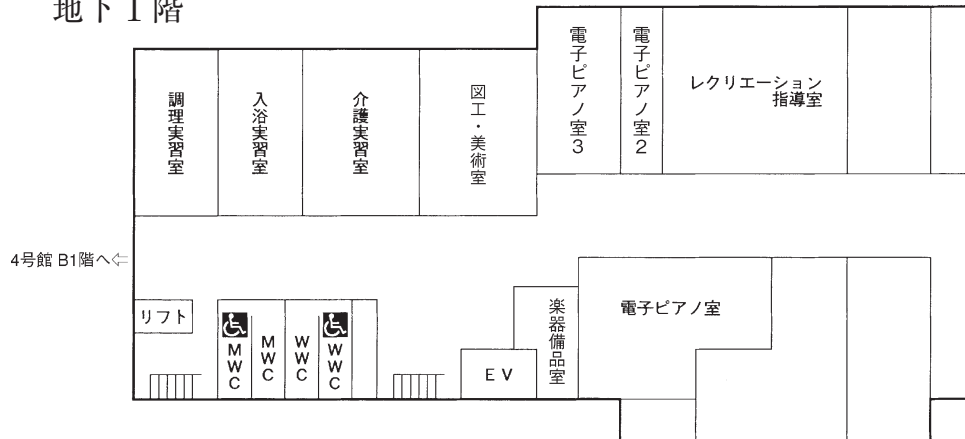 地下1階
調理実習室
入浴実習室
介護実習室
図工・美術室
電子ピアノ室3
電子ピアノ室2
レクリエーション
指導室
4号館 B1階へ⇦
リフト
MWC
MWC
WWC
WWC
EV
楽器備品室
電子ピアノ室